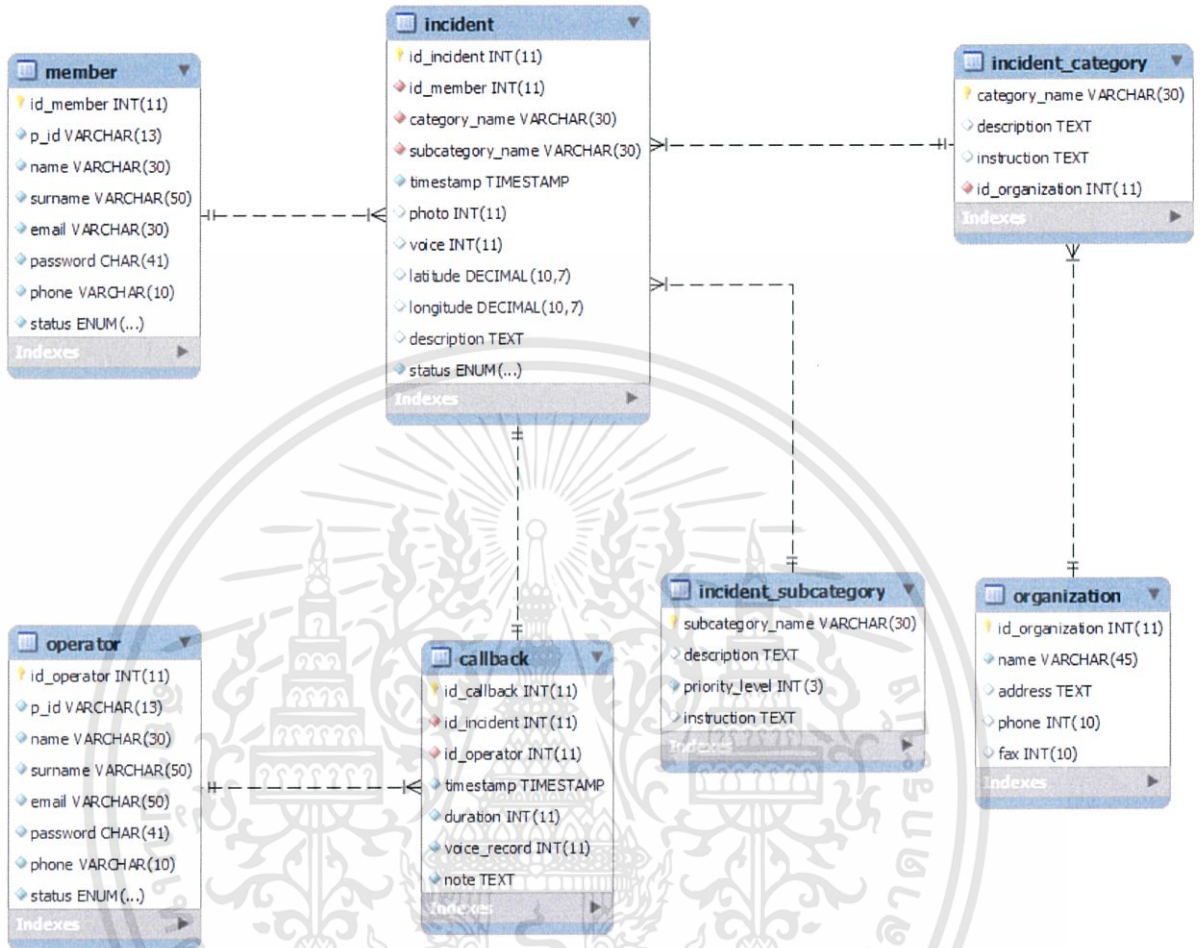 member
id_member INT(11)
p_id VARCHAR(13)
name VARCHAR(30)
surname VARCHAR(50)
email VARCHAR(30)
password CHAR(41)
phone VARCHAR(10)
status ENUM(...)
Indexes
incident
id_incident INT(11)
id_member INT(11)
category_name VARCHAR(30)
subcategory_name VARCHAR(30)
timestamp TIMESTAMP
photo INT(11)
voice INT(11)
latitude DECIMAL(10,7)
longitude DECIMAL(10,7)
description TEXT
status ENUM(...)
Indexes
incident_category
category_name VARCHAR(30)
description TEXT
instruction TEXT
id_organization INT(11)
Indexes
operator
id_operator INT(11)
p_id VARCHAR(13)
name VARCHAR(30)
surname VARCHAR(50)
email VARCHAR(50)
password CHAR(41)
phone VARCHAR(10)
status ENUM(...)
Indexes
callback
id_callback INT(11)
id_incident INT(11)
id_operator INT(11)
timestamp TIMESTAMP
duration INT(11)
voice_record INT(11)
note TEXT
Indexes
incident_subcategory
subcategory_name VARCHAR(30)
description TEXT
priority_level INT(3)
instruction TEXT
Indexes
organization
id_organization INT(11)
name VARCHAR(45)
address TEXT
phone INT(10)
fax INT(10)
Indexes